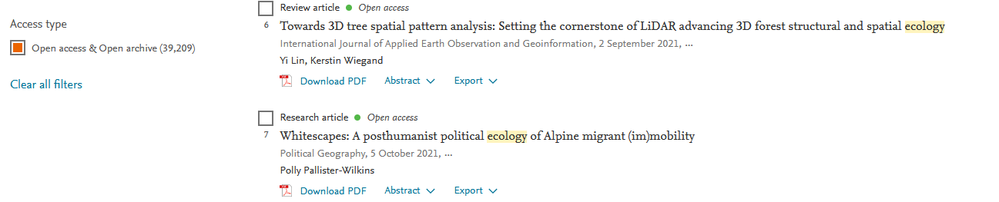 Access type
Open access & Open archive (39,209)
Clear all filters
Review article ● Open access
6 Towards 3D tree spatial pattern analysis: Setting the cornerstone of LiDAR advancing 3D forest structural and spatial ecology
International Journal of Applied Earth Observation and Geoinformation, 2 September 2021, ...
Yi Lin, Kerstin Wiegand
Download PDF Abstract Export
Research article ● Open access
7 Whitescapes: A posthumanist political ecology of Alpine migrant (im)mobility
Political Geography, 5 October 2021, ...
Polly Pallister-Wilkins
Download PDF Abstract Export